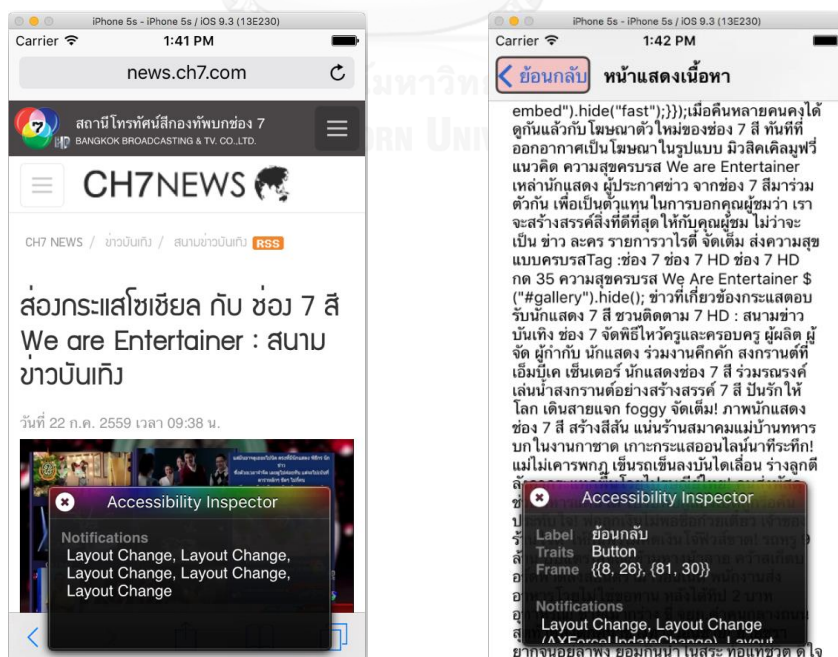 iPhone 5s - iPhone 5s / iOS 9.3 (13E230)
Carrier 1:41 PM
news.ch7.com
7 HD
สถานีโทรทัศน์สีกองทัพบกช่อง 7
BANGKOK BROADCASTING & TV. CO.,LTD.
CH7NEWS
CH7 NEWS / ข่าวบันเทิง / สนามข่าวบันเทิง RSS
ส่องกระแสโซเชียล กับ ช่อง 7 สี
We are Entertainer : สนาม
ข่าวบันเทิง
วันที่ 22 ก.ค. 2559 เวลา 09:38 น.
Accessibility Inspector
Notifications
Layout Change, Layout Change,
Layout Change, Layout Change,
Layout Change
iPhone 5s - iPhone 5s / iOS 9.3 (13E230)
Carrier 1:42 PM
ย้อนกลับ หน้าแสดงเนื้อหา
embed").hide("fast");}});เมื่อคืนหลายคนคงได้
ดูกันแล้วกับโฆษณาตัวใหม่ของช่อง 7 สี ทันทีที่
ออกอากาศเป็นโฆษณาในรูปแบบ มิวสิคเคิลมูฟวี่
แนวคิด ความสุขครบรส We are Entertainer
เหล่านักแสดง ผู้ประกาศข่าว จากช่อง 7 สีมาร่วม
ตัวกัน เพื่อเป็นตัวแทนในการบอกคุณผู้ชมว่า เรา
จะสร้างสรรค์สิ่งที่ดีที่สุดให้กับคุณผู้ชม ไม่ว่าจะ
เป็น ข่าว ละคร รายการวาไรตี้ จัดเต็ม ส่งความสุข
แบบครบรสTag :ช่อง 7 ช่อง 7 HD ช่อง 7 HD
กด 35 ความสุขครบรส We Are Entertainer $
("#gallery").hide(); ข่าวที่เกี่ยวข้องกระแสตอบ
รับนักแสดง 7 สี ชวนติดตาม 7 HD : สนามข่าว
บันเทิง ช่อง 7 จัดพิธีไหว้ครูและครอบครู ผู้ผลิต ผู้
จัด ผู้กำกับ นักแสดง ร่วมงานคึกคัก สงกรานต์ที่
เอ็มบีเค เซ็นเตอร์ นักแสดงช่อง 7 สี ร่วมรณรงค์
เล่นน้ำสงกรานต์อย่างสร้างสรรค์ 7 สี ปันรักให้
โลก เดินสายแจก foggy จัดเต็ม! ภาพนักแสดง
ช่อง 7 สี สร้างสีสัน แน่นร้านสมาคมแม่บ้านทหาร
บกในงานกาชาด เกาะกระแสออนไลน์นาทีระทึก!
แม่ไม่เคารพกฎ เข็นรถเข็นลงบันไดเลื่อน ร่างลูกดี
Accessibility Inspector
Label ย้อนกลับ
Traits Button
Frame {{8, 26}, {81, 30}}
Notifications
Layout Change, Layout Change
(AXForceUpdateChange), Layout